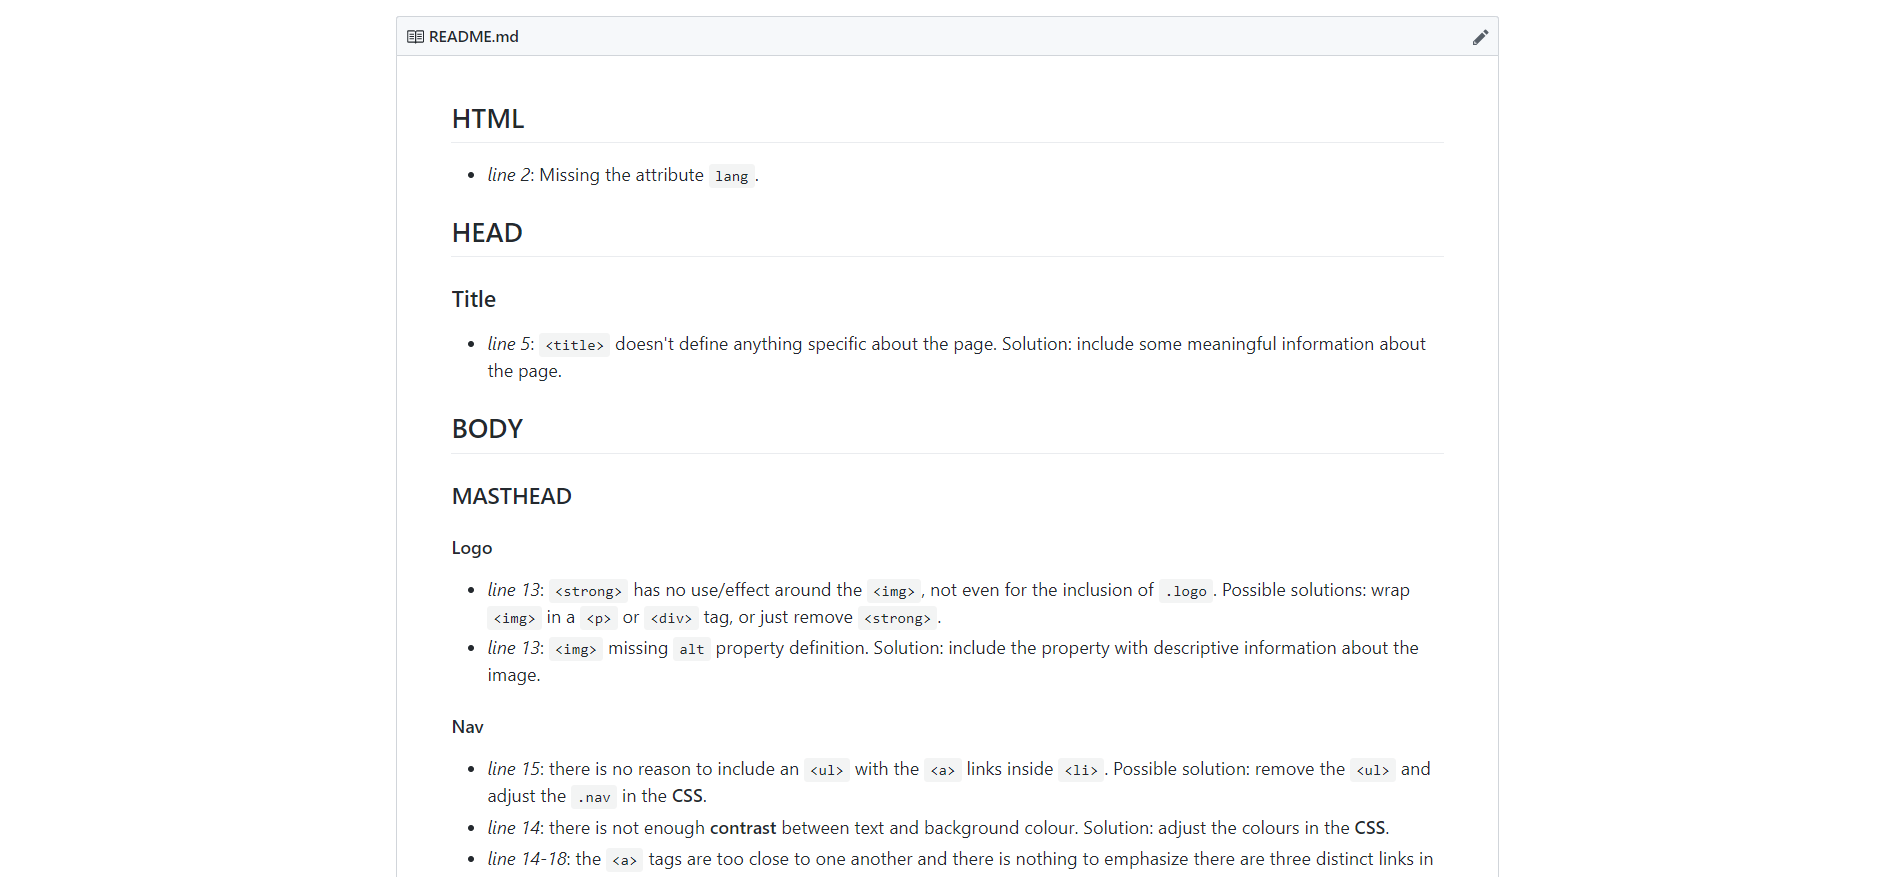 README.md
HTML
line 2: Missing the attribute lang.
HEAD
Title
line 5: <title> doesn't define anything specific about the page. Solution: include some meaningful information about
the page.
BODY
MASTHEAD
Logo
line 13: <strong> has no use/effect around the <img>, not even for the inclusion of .logo. Possible solutions: wrap
<img> in a <p> or <div> tag, or just remove <strong>.
line 13: <img> missing alt property definition. Solution: include the property with descriptive information about the
image.
Nav
line 15: there is no reason to include an <ul> with the <a> links inside <li>. Possible solution: remove the <ul> and
adjust the .nav in the CSS.
line 14: there is not enough contrast between text and background colour. Solution: adjust the colours in the CSS.
line 14-18: the <a> tags are too close to one another and there is nothing to emphasize there are three distinct links in